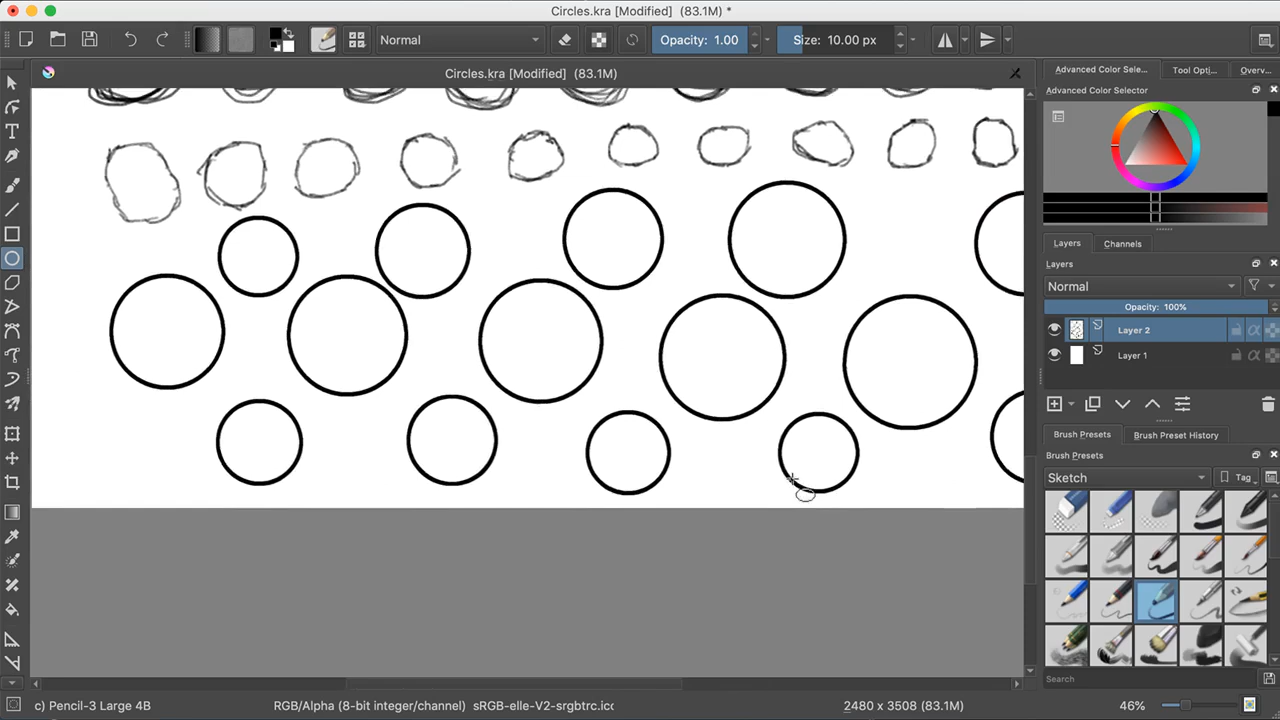 Circles.kra [Modified] (83.1M) *
Normal
Opacity: 1.00
Size: 10.00 px
Circles.kra [Modified] (83.1M)
Advanced Color Sele...
Tool Opti...
Overv...
Advanced Color Selector
Layers
Channels
Layers
Normal
Opacity: 100%
Layer 2
Layer 1
Brush Presets
Brush Preset History
Brush Presets
Sketch
Tag
Search
c) Pencil-3 Large 4B
RGB/Alpha (8-bit integer/channel) sRGB-elle-V2-srgbtrc.icc
2480 x 3508 (83.1M)
46%